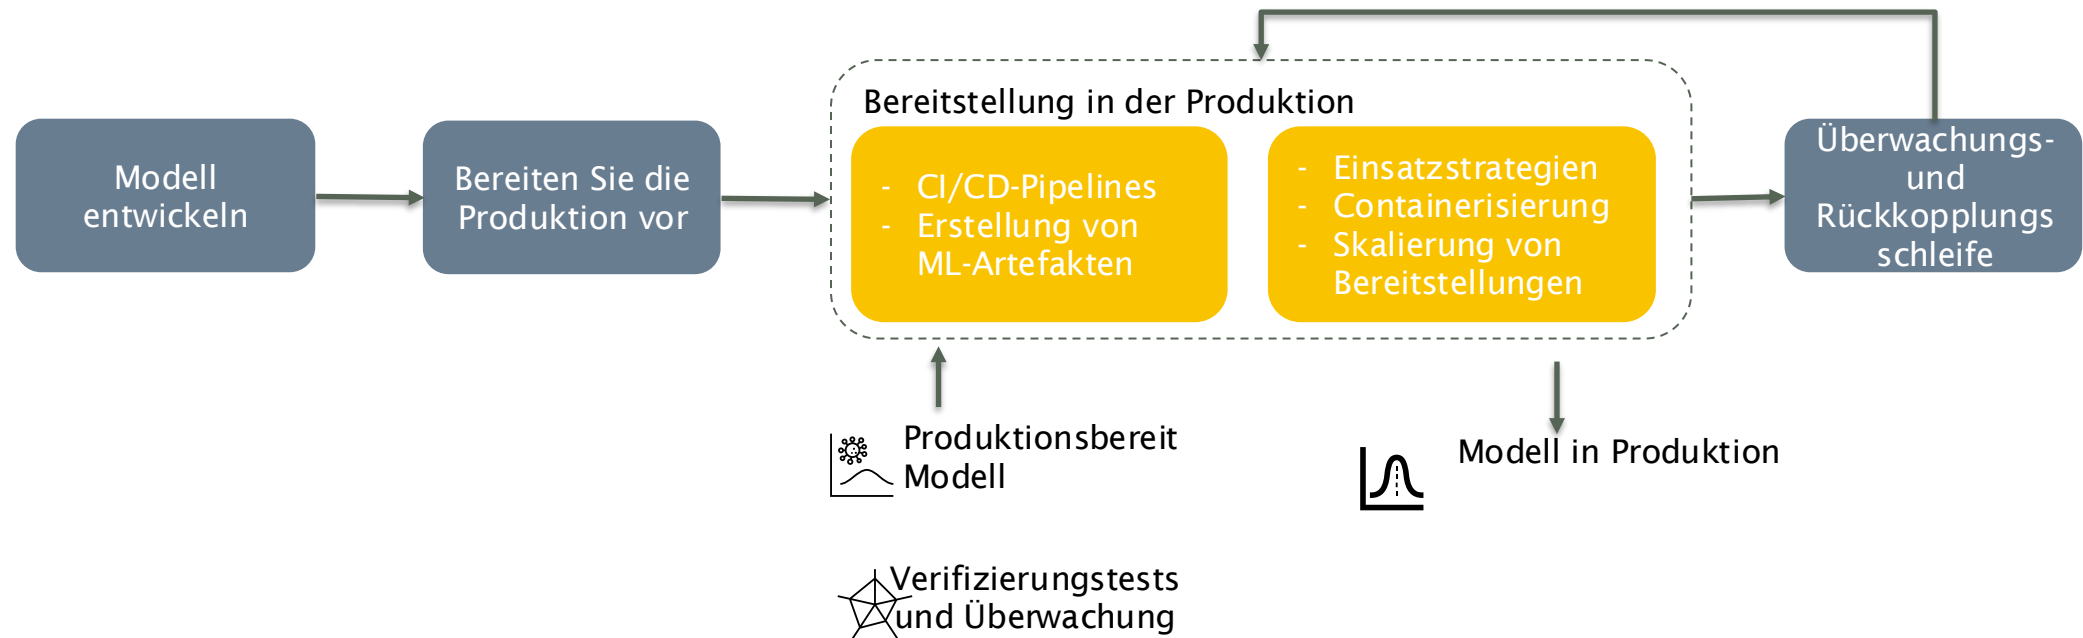 Modell
entwickeln
Bereiten Sie die
Produktion vor
Bereitstellung in der Produktion
- CI/CD-Pipelines
- Erstellung von
ML-Artefakten
- Einsatzstrategien
- Containerisierung
- Skalierung von
Bereitstellungen
Überwachungs-
und
Rückkopplungs
schleife
Produktionsbereit
Modell
Modell in Produktion
Verifizierungstests
und Überwachung